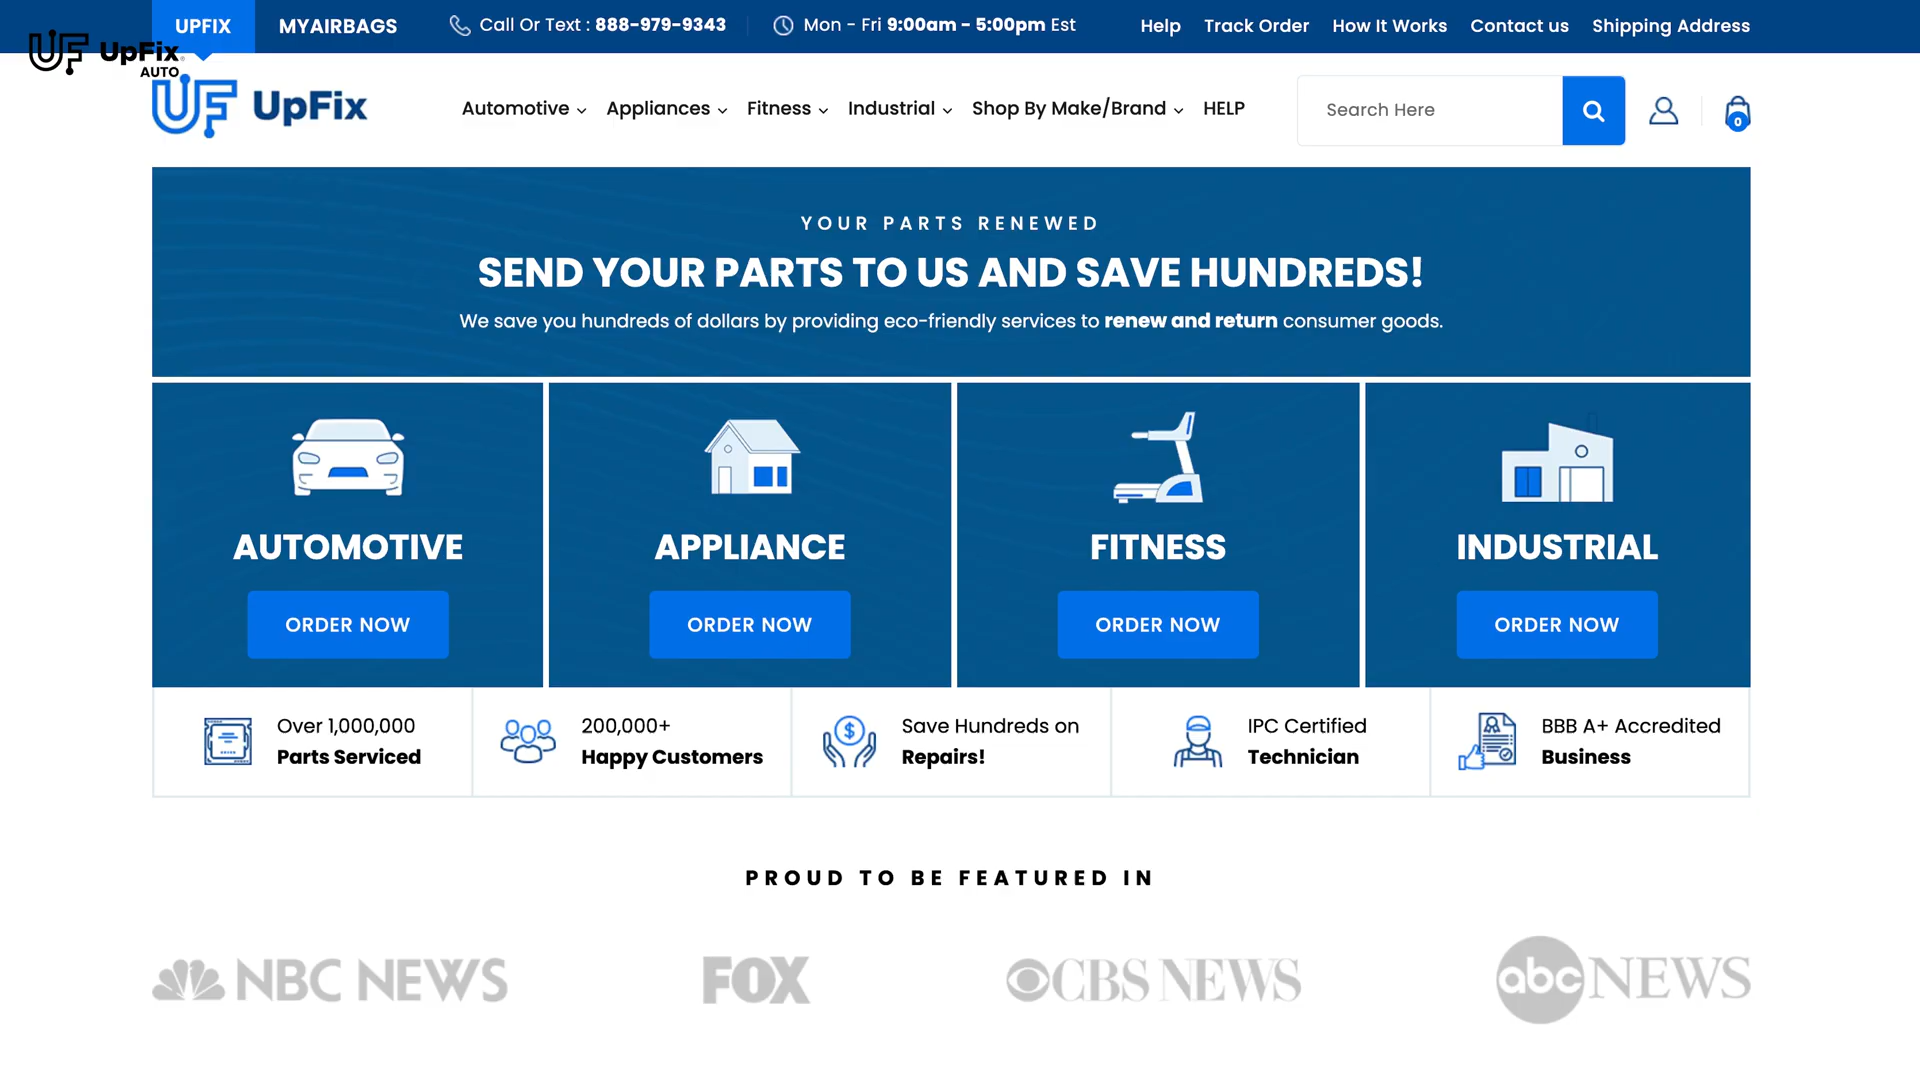 UPFIX
MYAIRBAGS
Call Or Text : 888-979-9343
Mon - Fri 9:00am - 5:00pm Est
Help
Track Order
How It Works
Contact us
Shipping Address
UF UpFix®
AUTO
UF UpFix
Automotive
Appliances
Fitness
Industrial
Shop By Make/Brand
HELP
Search Here
0
YOUR PARTS RENEWED
SEND YOUR PARTS TO US AND SAVE HUNDREDS!
We save you hundreds of dollars by providing eco-friendly services to renew and return consumer goods.
AUTOMOTIVE
ORDER NOW
APPLIANCE
ORDER NOW
FITNESS
ORDER NOW
INDUSTRIAL
ORDER NOW
Over 1,000,000
Parts Serviced
200,000+
Happy Customers
$
Save Hundreds on
Repairs!
IPC Certified
Technician
BBB A+ Accredited
Business
PROUD TO BE FEATURED IN
NBC NEWS
FOX
CBS NEWS
abc NEWS